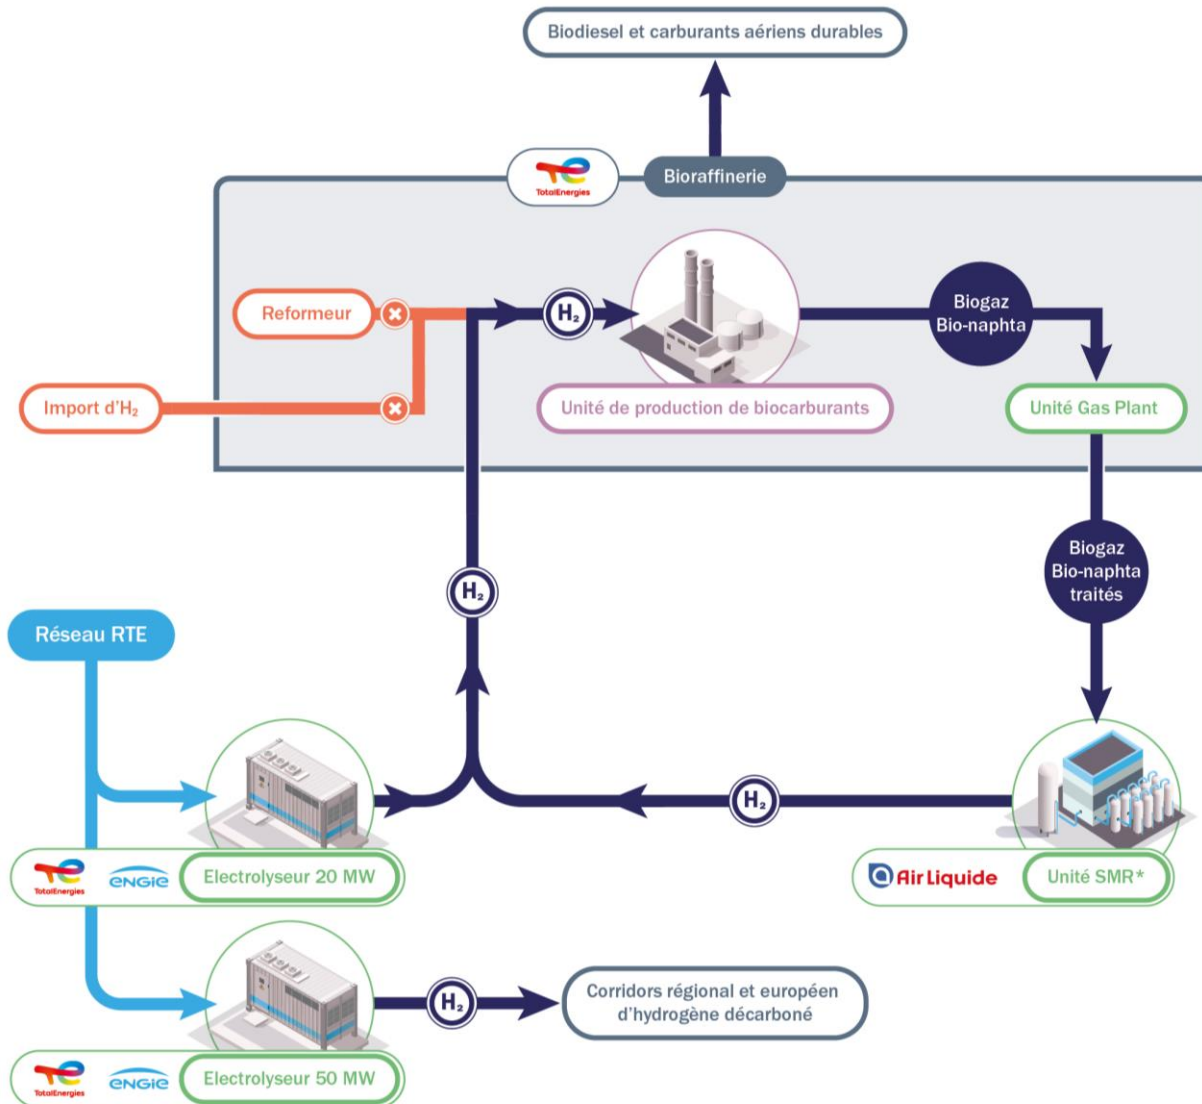 Biodiesel et carburants aériens durables
TotalEnergies
Bioraffinerie
Reformeur
H₂
Biogaz
Bio-naphta
Import d'H₂
Unité de production de biocarburants
Unité Gas Plant
Biogaz
Bio-naphta
traités
H₂
Réseau RTE
H₂
TotalEnergies
ENGIE
Electrolyseur 20 MW
Air Liquide
Unité SMR*
H₂
Corridors régional et européen
d'hydrogène décarboné
TotalEnergies
ENGIE
Electrolyseur 50 MW